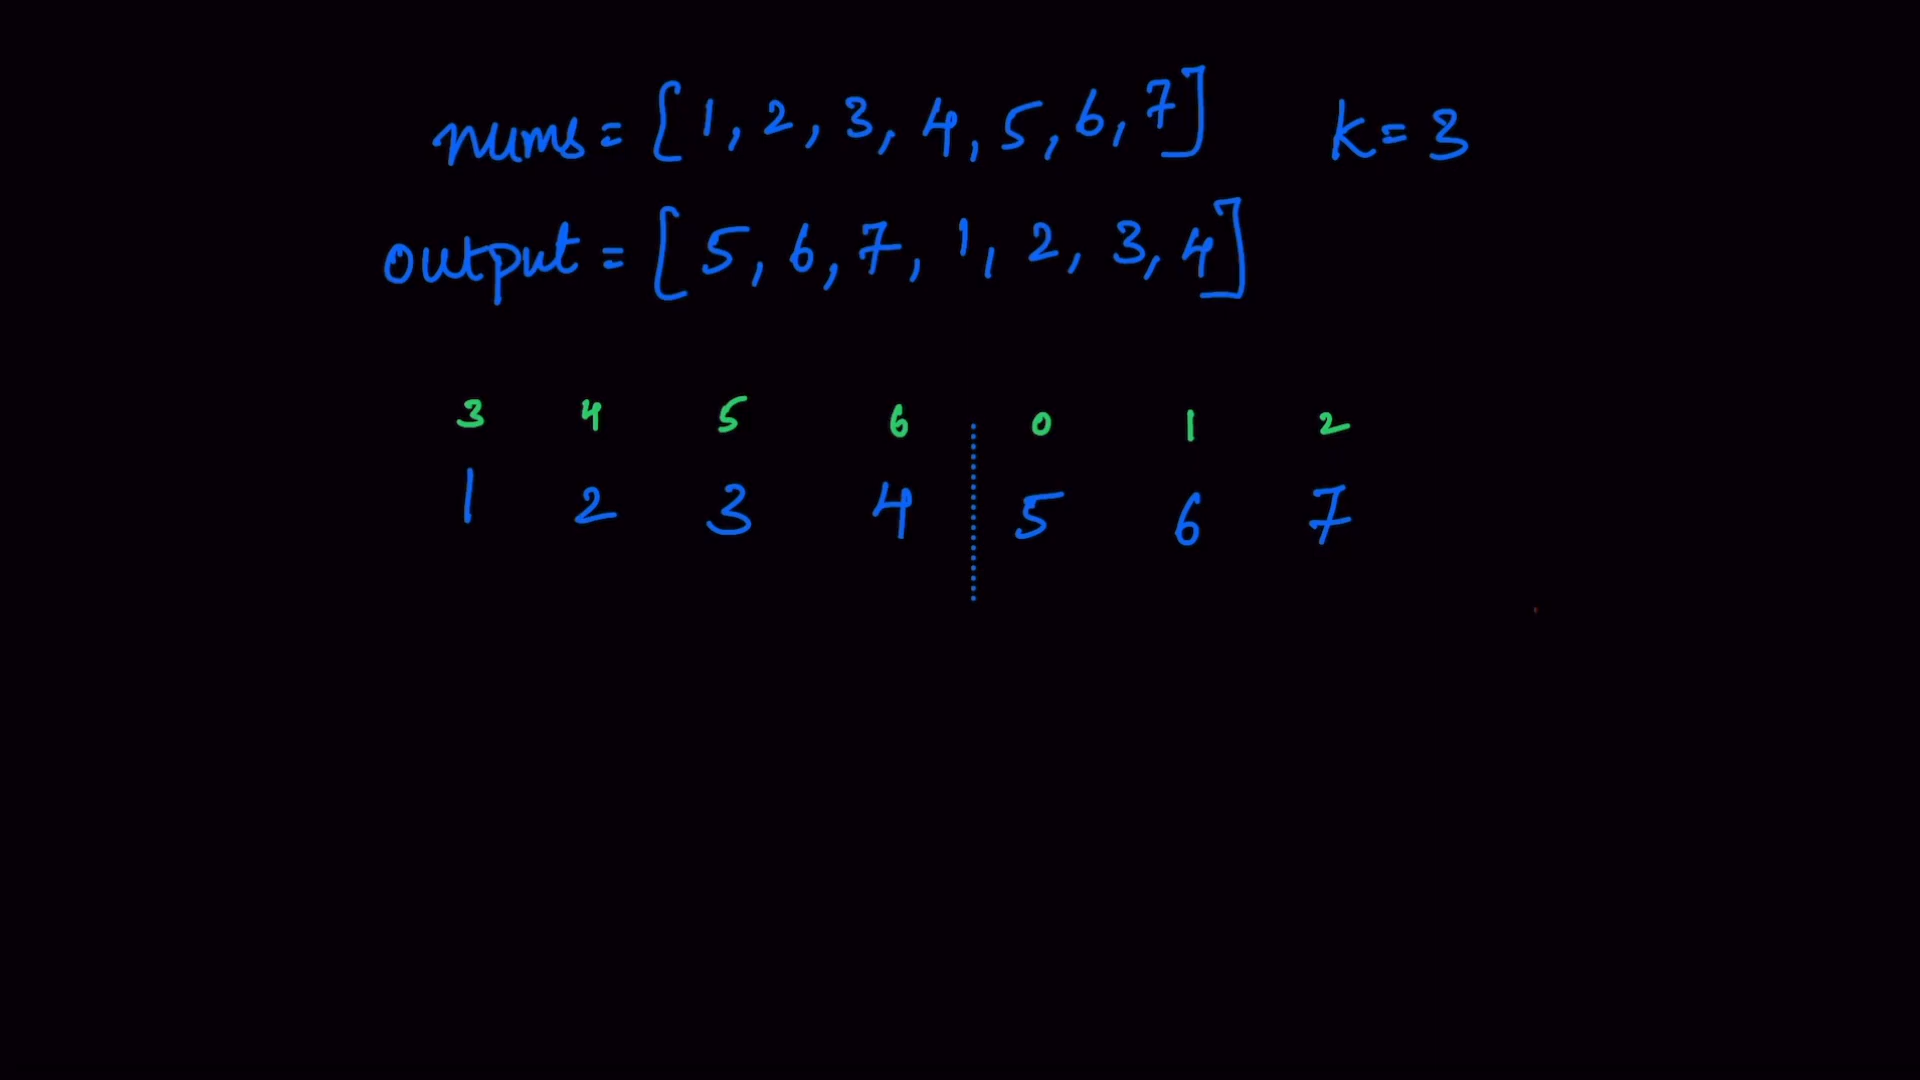 nums = [1, 2, 3, 4, 5, 6, 7] k = 3
output = [5, 6, 7, 1, 2, 3, 4]
3 4 5 6 0 1 2
1 2 3 4 5 6 7